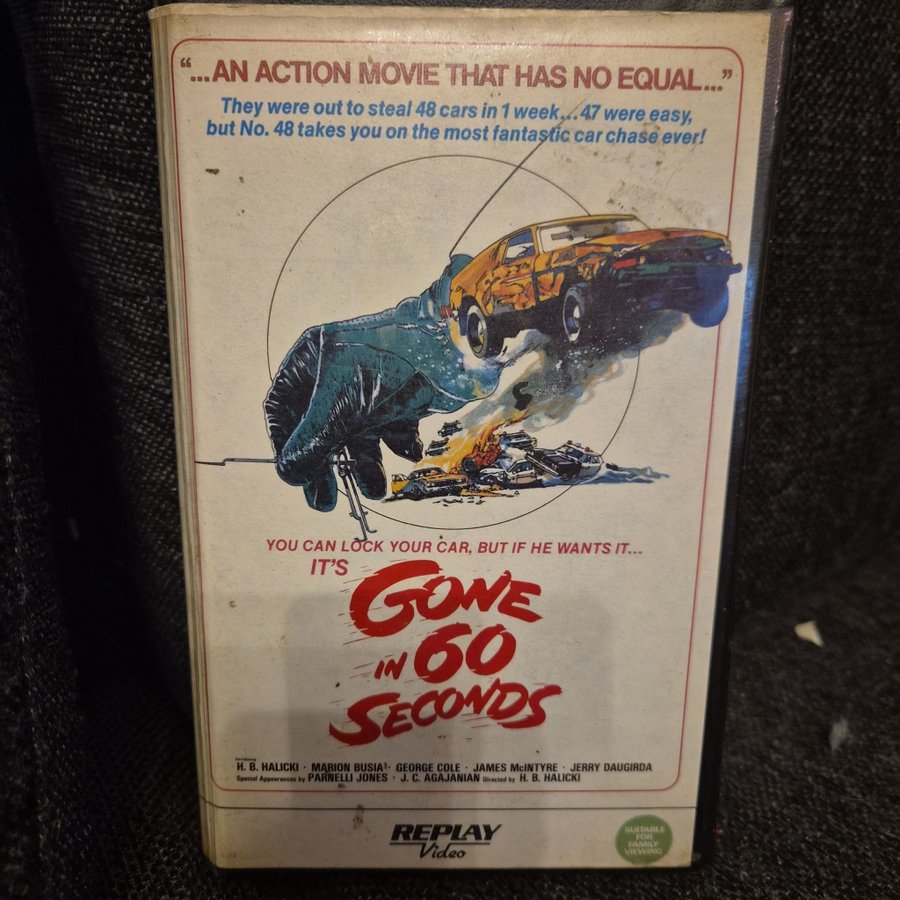 “...AN ACTION MOVIE THAT HAS NO EQUAL...”
They were out to steal 48 cars in 1 week...47 were easy,
but No. 48 takes you on the most fantastic car chase ever!
YOU CAN LOCK YOUR CAR, BUT IF HE WANTS IT...
IT'S
GONE
IN 60
SECONDS
Introducing
H. B. HALICKI · MARION BUSIA · GEORGE COLE · JAMES McINTYRE · JERRY DAUGIRDA
Special Appearances by PARNELLI JONES · J. C. AGAJANIAN Directed by H. B. HALICKI
REPLAY
Video
SUITABLE
FOR
FAMILY
VIEWING